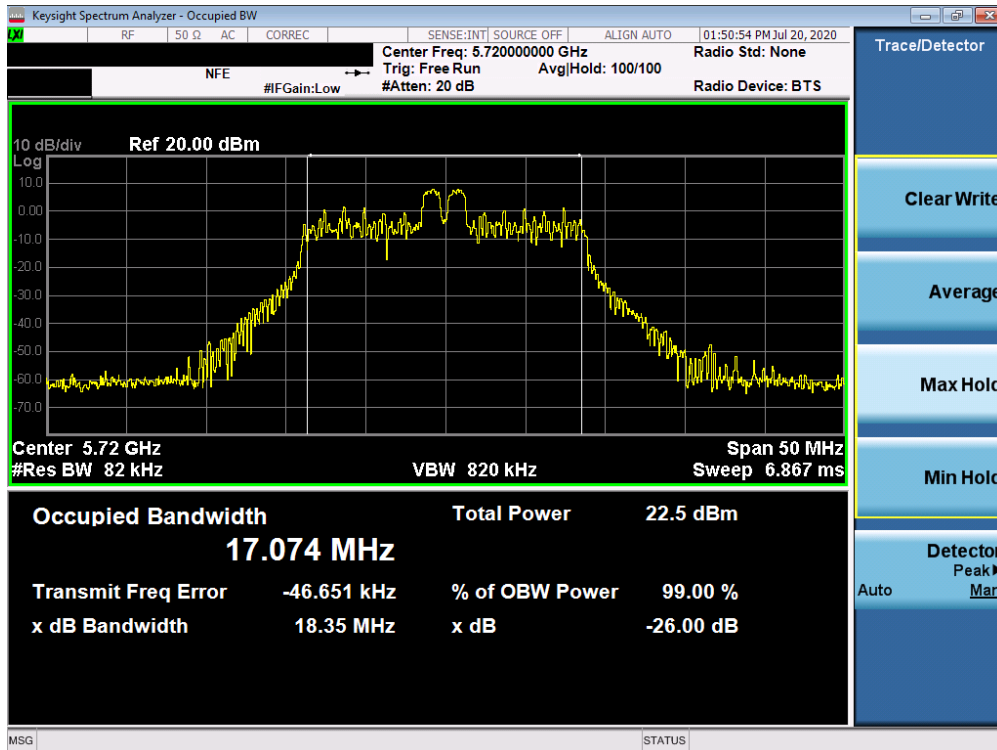 Keysight Spectrum Analyzer - Occupied BW
LXI RF 50 Ω AC CORREC SENSE:INT SOURCE OFF ALIGN AUTO 01:50:54 PM Jul 20, 2020
Center Freq: 5.720000000 GHz Radio Std: None
NFE Trig: Free Run Avg|Hold: 100/100
#IFGain:Low #Atten: 20 dB Radio Device: BTS
Trace/Detector
10 dB/div Ref 20.00 dBm
Log
10.0
0.00
-10.0
-20.0
-30.0
-40.0
-50.0
-60.0
-70.0
Center 5.72 GHz Span 50 MHz
#Res BW 82 kHz VBW 820 kHz Sweep 6.867 ms
Occupied Bandwidth Total Power 22.5 dBm
17.074 MHz
Transmit Freq Error -46.651 kHz % of OBW Power 99.00 %
x dB Bandwidth 18.35 MHz x dB -26.00 dB
Clear Write
Average
Max Hold
Min Hold
Detector
Peak
Auto Man
MSG STATUS